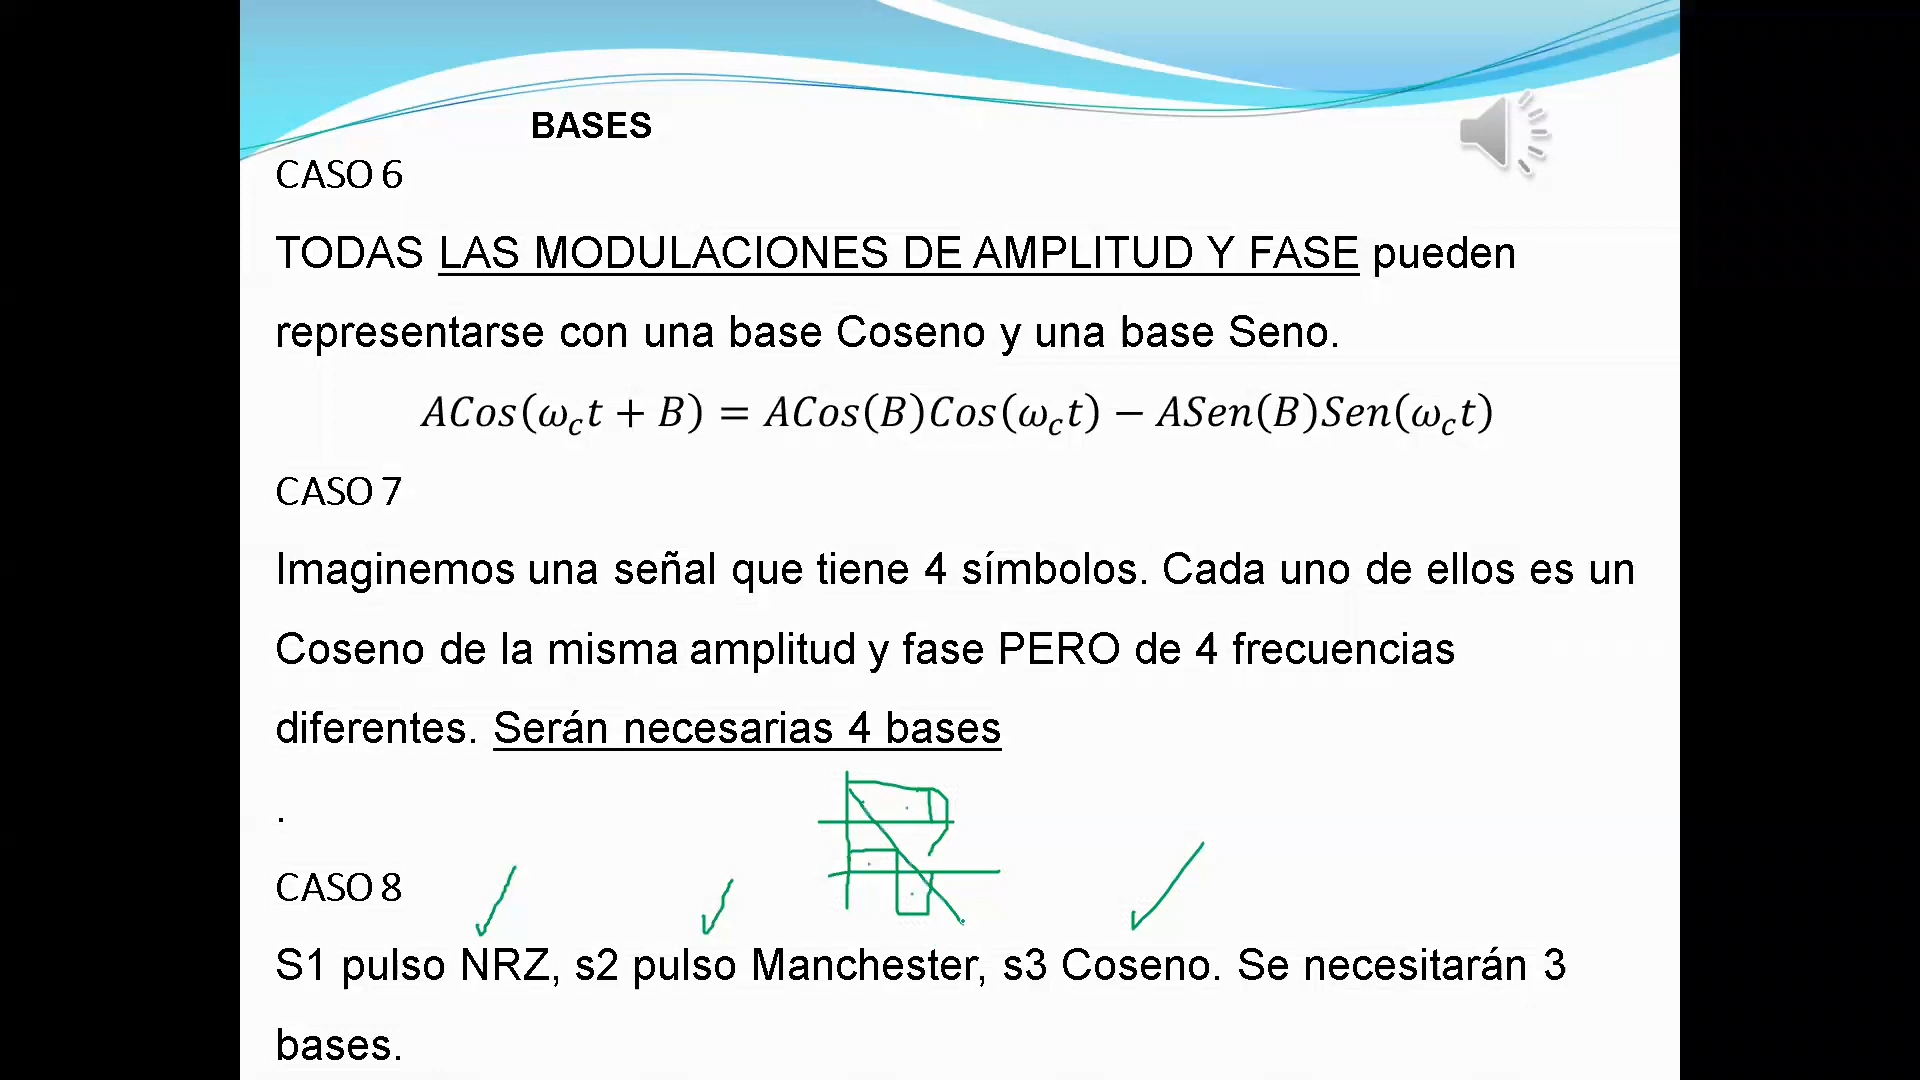 BASES
CASO 6
TODAS LAS MODULACIONES DE AMPLITUD Y FASE pueden
representarse con una base Coseno y una base Seno.
ACos(ω_c t + B) = ACos(B)Cos(ω_c t) − ASen(B)Sen(ω_c t)
CASO 7
Imaginemos una señal que tiene 4 símbolos. Cada uno de ellos es un
Coseno de la misma amplitud y fase PERO de 4 frecuencias
diferentes. Serán necesarias 4 bases
.
CASO 8
S1 pulso NRZ, s2 pulso Manchester, s3 Coseno. Se necesitarán 3
bases.